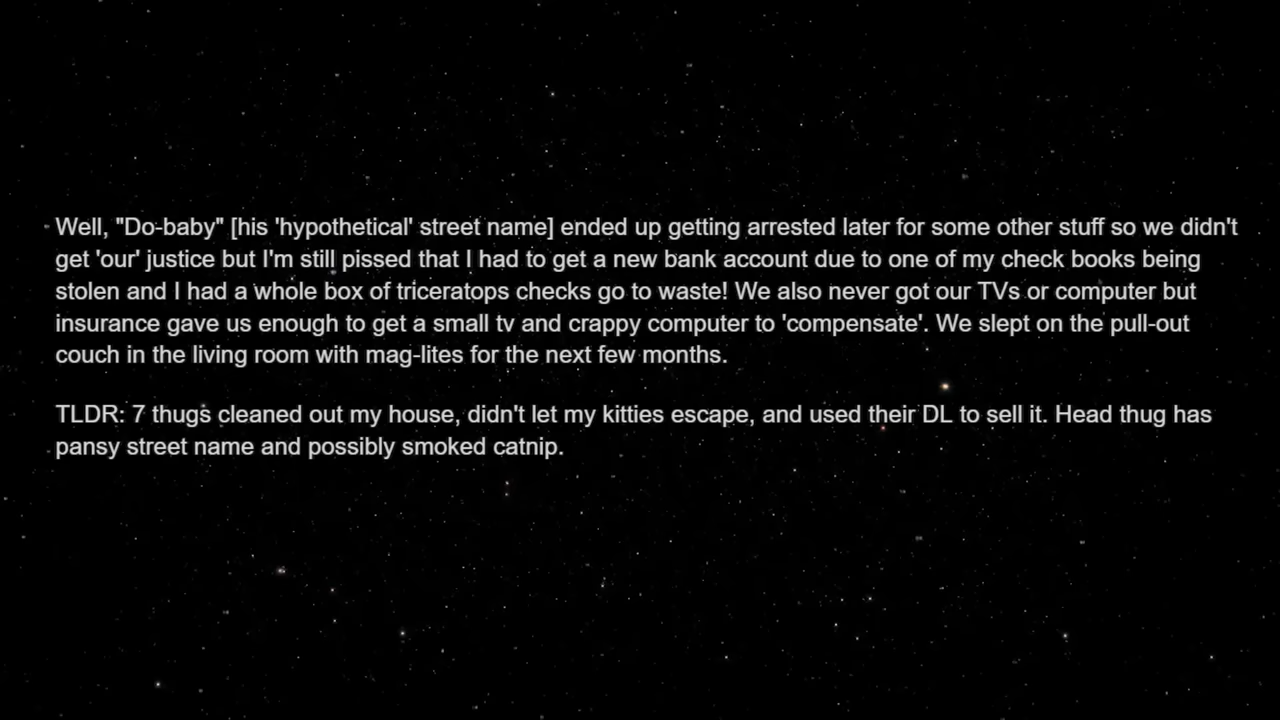 Well, "Do-baby" [his 'hypothetical' street name] ended up getting arrested later for some other stuff so we didn't
get 'our' justice but I'm still pissed that I had to get a new bank account due to one of my check books being
stolen and I had a whole box of triceratops checks go to waste! We also never got our TVs or computer but
insurance gave us enough to get a small tv and crappy computer to 'compensate'. We slept on the pull-out
couch in the living room with mag-lites for the next few months.
TLDR: 7 thugs cleaned out my house, didn't let my kitties escape, and used their DL to sell it. Head thug has
pansy street name and possibly smoked catnip.